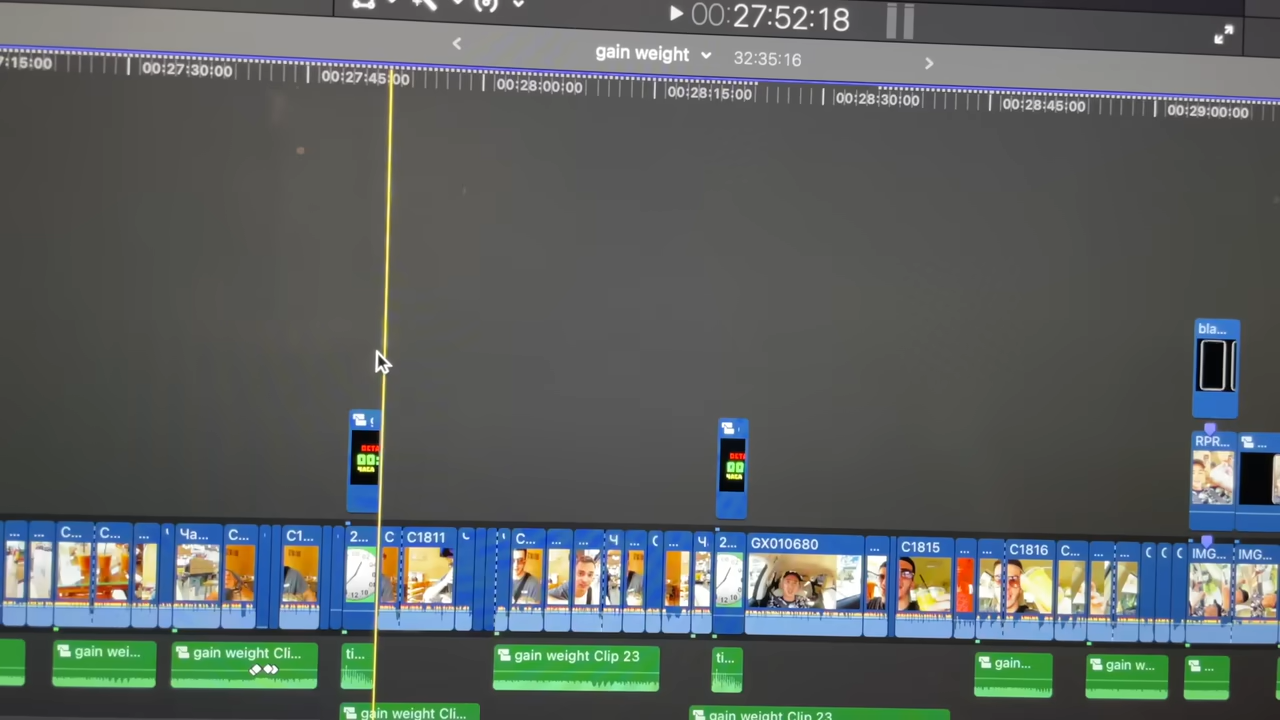 00:27:52:18
gain weight 32:35:16
7:15:00 00:27:30:00 00:27:45:00 00:28:00:00 00:28:15:00 00:28:30:00 00:28:45:00 00:29:00:00
bla...
RPR... ...
... ... C... C... ... Ча... C... C1... 2... C C1811 C... ... ... Ч ... C ... Ч. 2... GX010680 ... C1815 ... ... C1816 C... ... ... C C C IMG... IMG...
gain wei... gain weight Cli... ti... gain weight Clip 23 ti... gain... gain w... ...
gain weight Cli... gain weight Clip 23